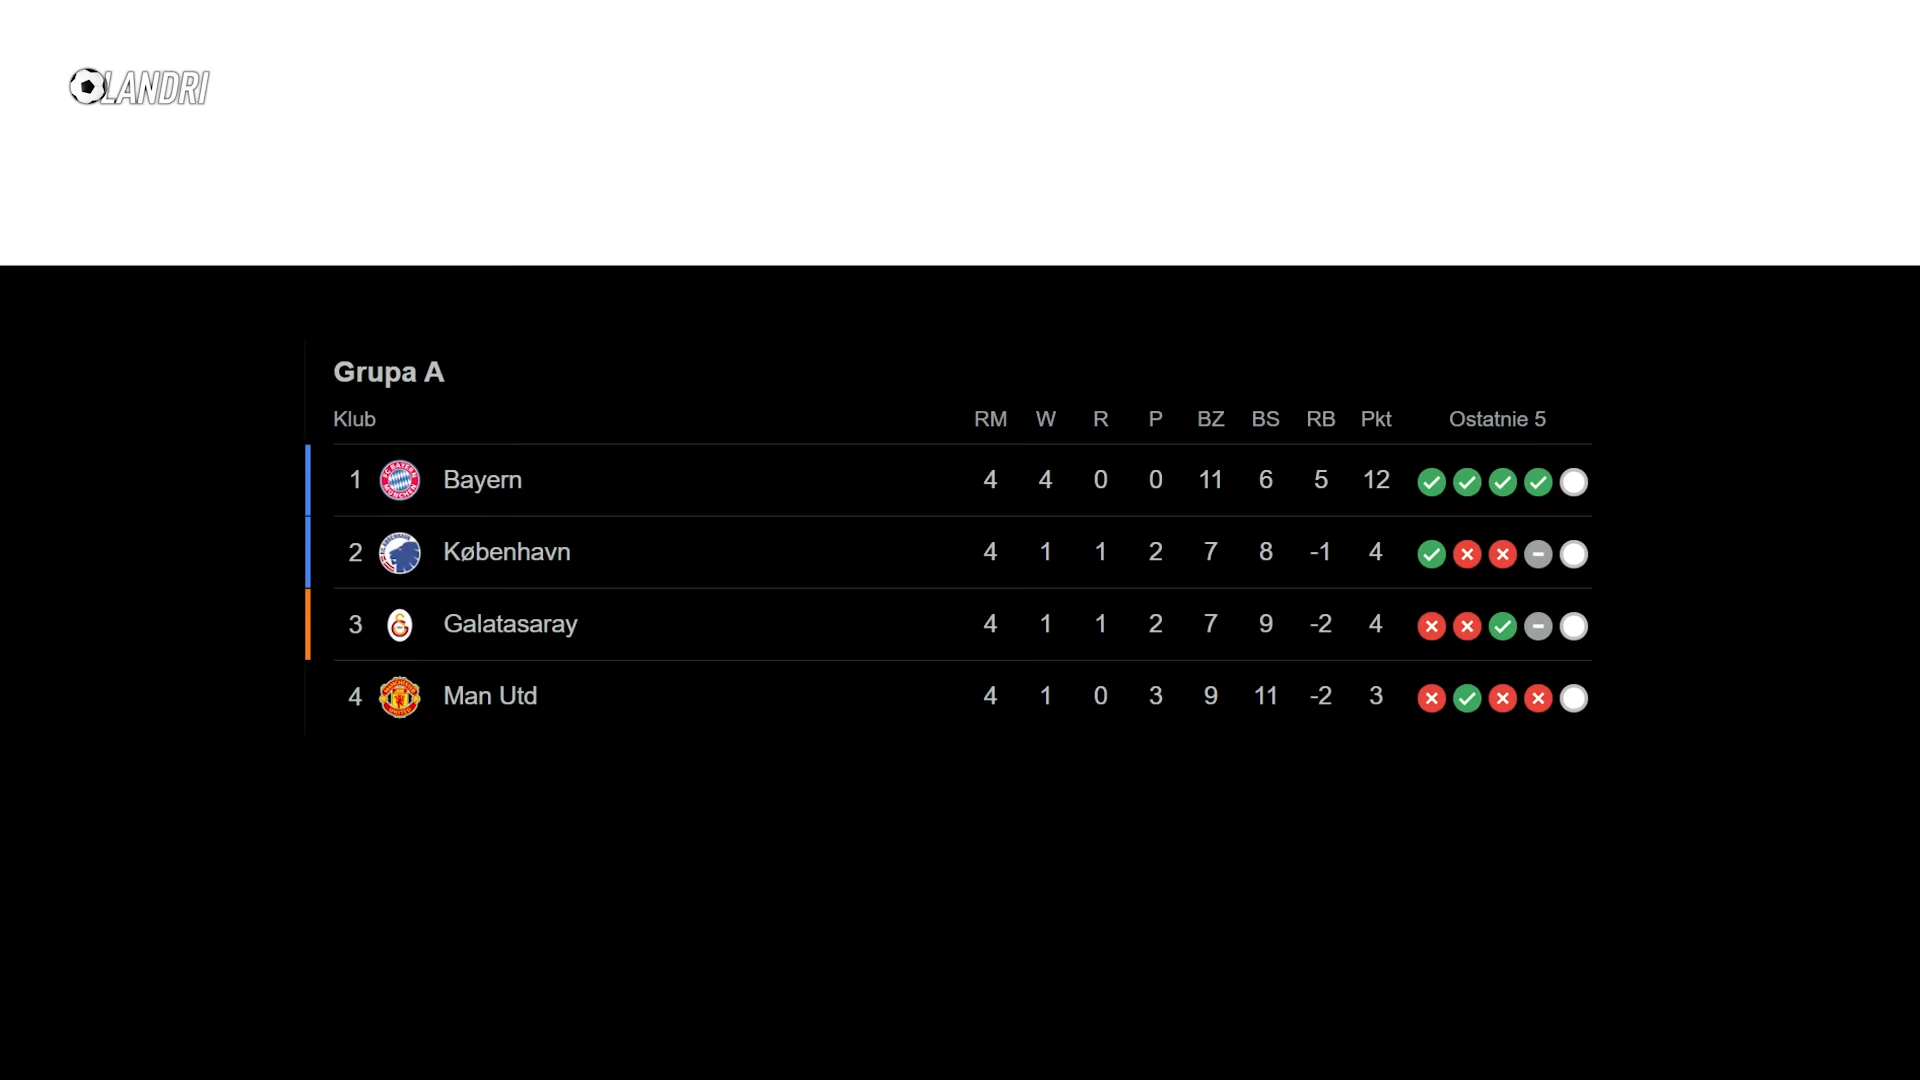 LANDRI
Grupa A
Klub RM W R P BZ BS RB Pkt Ostatnie 5
1 Bayern 4 4 0 0 11 6 5 12
2 København 4 1 1 2 7 8 -1 4
3 Galatasaray 4 1 1 2 7 9 -2 4
4 Man Utd 4 1 0 3 9 11 -2 3